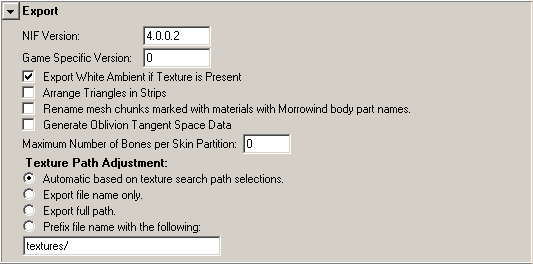 Export
NIF Version: 4.0.0.2
Game Specific Version: 0
Export White Ambient if Texture is Present
Arrange Triangles in Strips
Rename mesh chunks marked with materials with Morrowind body part names.
Generate Oblivion Tangent Space Data
Maximum Number of Bones per Skin Partition: 0
Texture Path Adjustment:
Automatic based on texture search path selections.
Export file name only.
Export full path.
Prefix file name with the following:
textures/